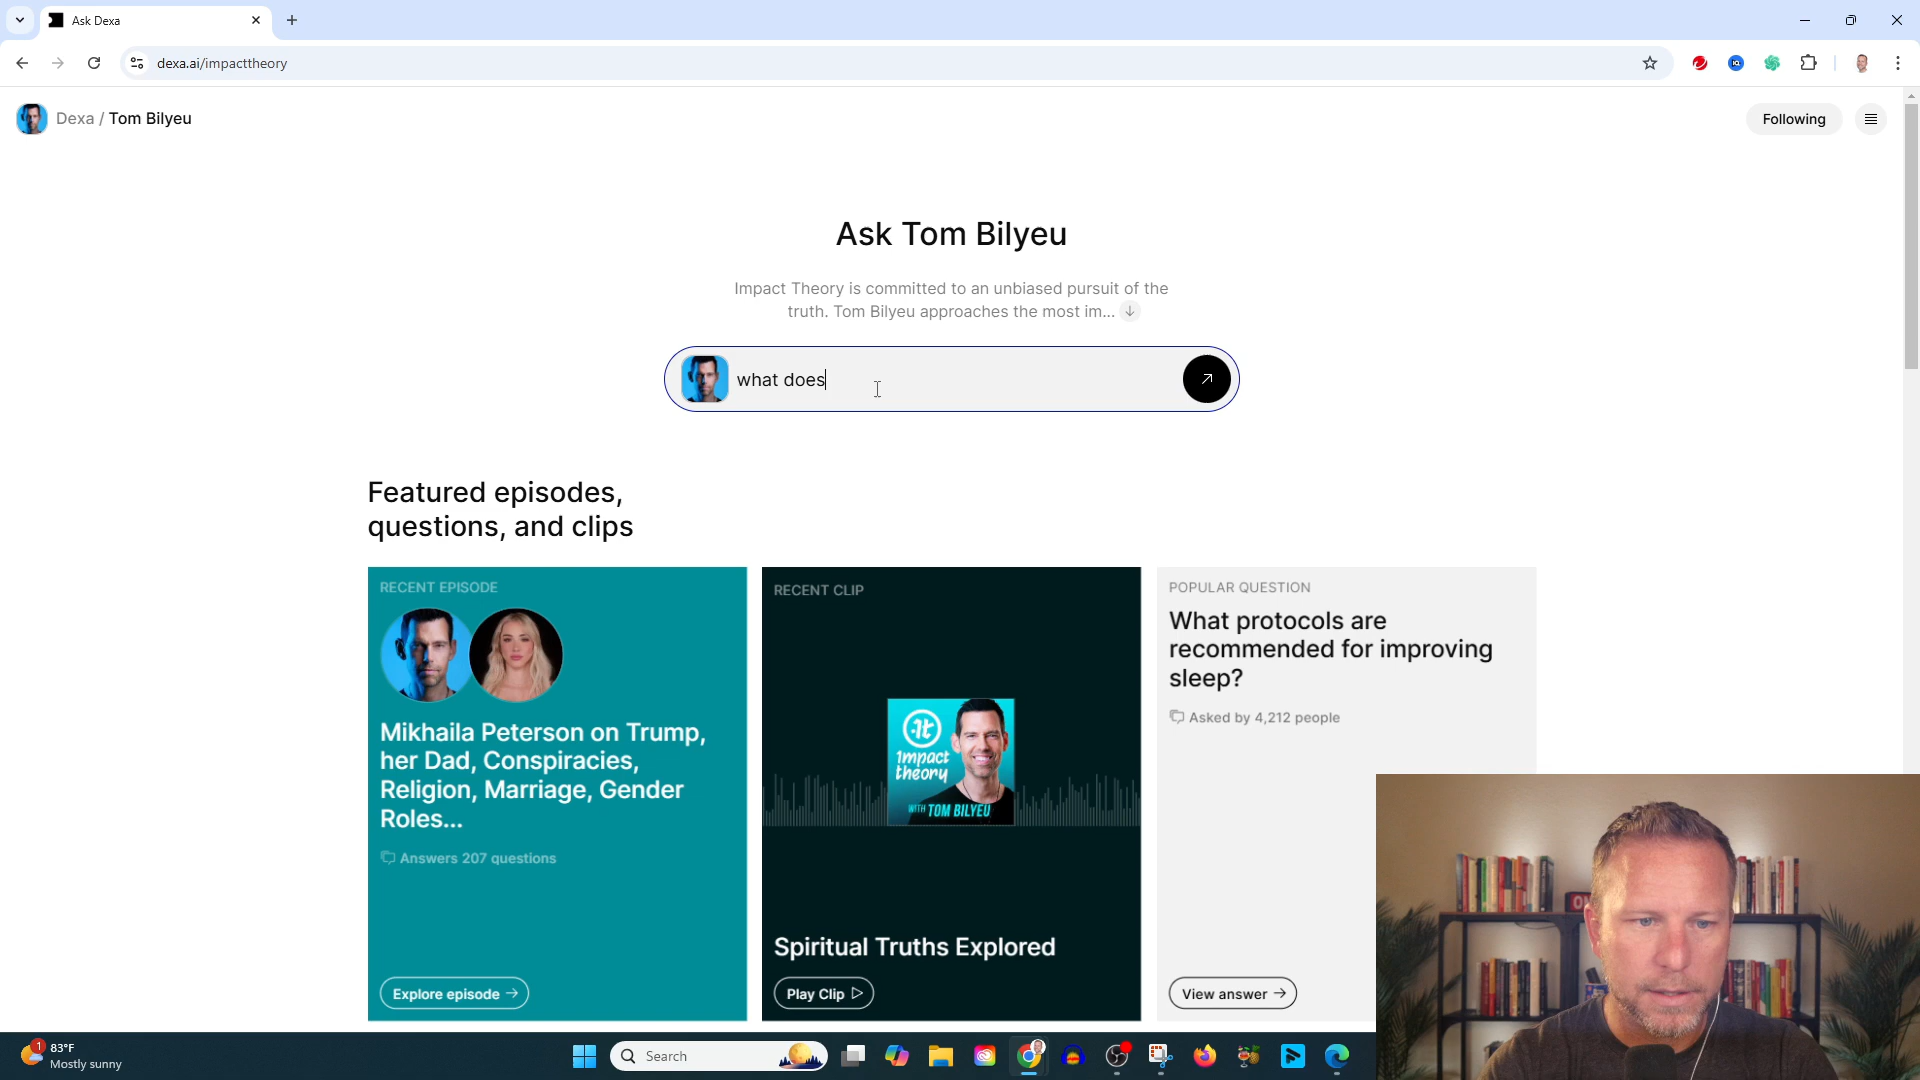 Ask Dexa
dexa.ai/impacttheory
Dexa / Tom Bilyeu
Following
Ask Tom Bilyeu
Impact Theory is committed to an unbiased pursuit of the
truth. Tom Bilyeu approaches the most im...
what does
Featured episodes,
questions, and clips
RECENT EPISODE
Mikhaila Peterson on Trump,
her Dad, Conspiracies,
Religion, Marriage, Gender
Roles...
Answers 207 questions
Explore episode
RECENT CLIP
impact
theory
WITH TOM BILYEU
Spiritual Truths Explored
Play Clip
POPULAR QUESTION
What protocols are
recommended for improving
sleep?
Asked by 4,212 people
View answer
ON
1
83°F
Mostly sunny
Search